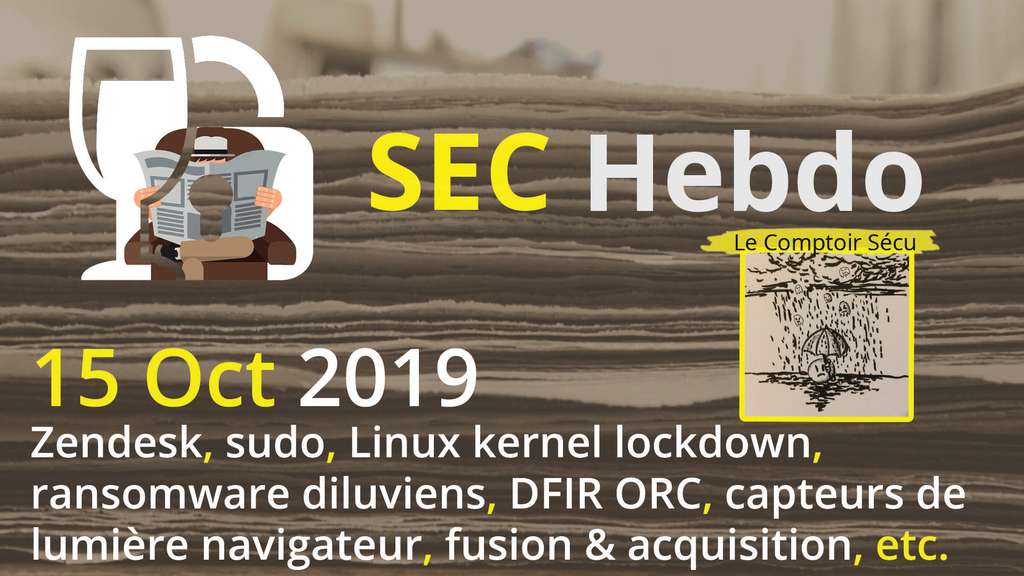 SEC Hebdo
Le Comptoir Sécu
15 Oct 2019
Zendesk, sudo, Linux kernel lockdown,
ransomware diluviens, DFIR ORC, capteurs de
lumière navigateur, fusion & acquisition, etc.